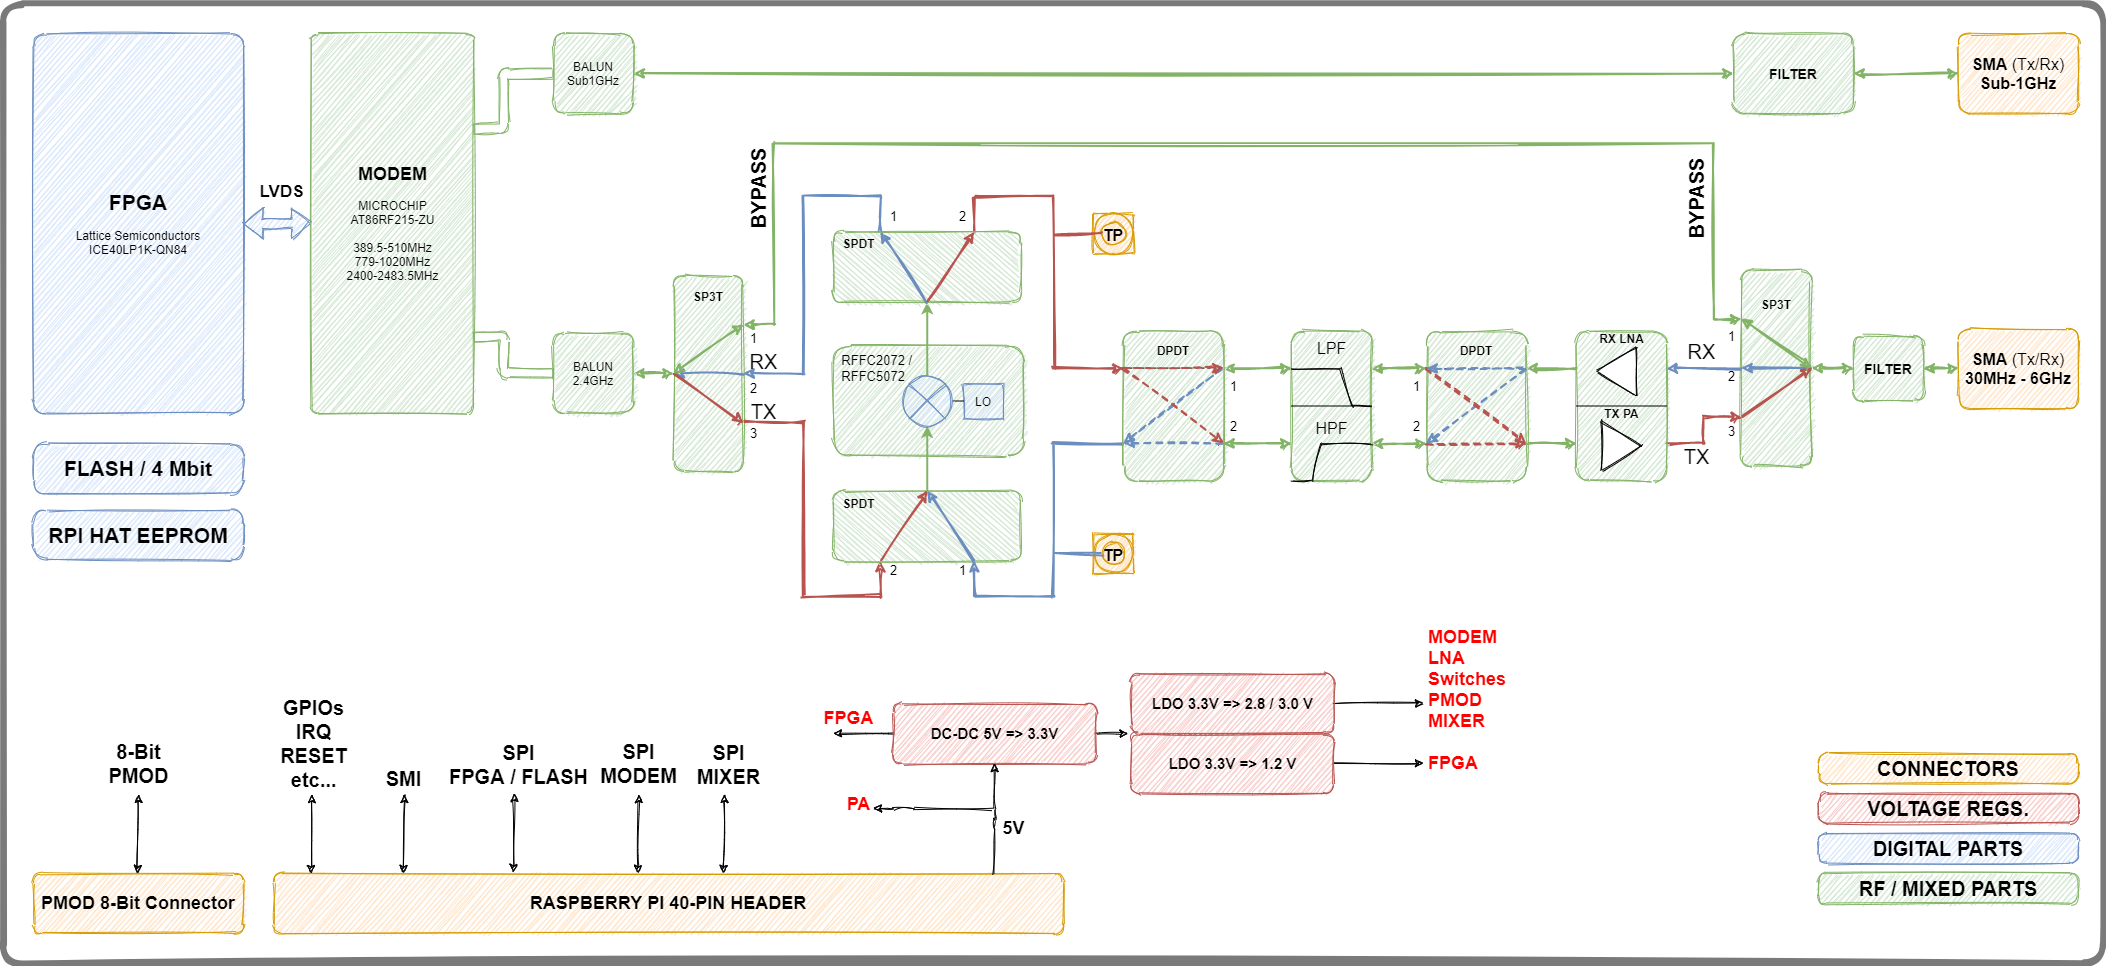 FPGA
Lattice Semiconductors
ICE40LP1K-QN84
LVDS
MODEM
MICROCHIP
AT86RF215-ZU
389.5-510MHz
779-1020MHz
2400-2483.5MHz
BALUN
Sub1GHz
FILTER
SMA (Tx/Rx)
Sub-1GHz
BYPASS
BYPASS
BALUN
2.4GHz
SP3T
1
RX
2
TX
3
1
2
SPDT
RFFC2072 /
RFFC5072
LO
SPDT
2
1
TP
TP
DPDT
1
2
LPF
HPF
DPDT
1
2
RX LNA
TX PA
RX
TX
SP3T
1
2
3
FILTER
SMA (Tx/Rx)
30MHz - 6GHz
FLASH / 4 Mbit
RPI HAT EEPROM
8-Bit
PMOD
PMOD 8-Bit Connector
GPIOs
IRQ
RESET
etc...
SMI
SPI
FPGA / FLASH
SPI
MODEM
SPI
MIXER
RASPBERRY PI 40-PIN HEADER
FPGA
DC-DC 5V => 3.3V
PA
5V
LDO 3.3V => 2.8 / 3.0 V
LDO 3.3V => 1.2 V
MODEM
LNA
Switches
PMOD
MIXER
FPGA
CONNECTORS
VOLTAGE REGS.
DIGITAL PARTS
RF / MIXED PARTS